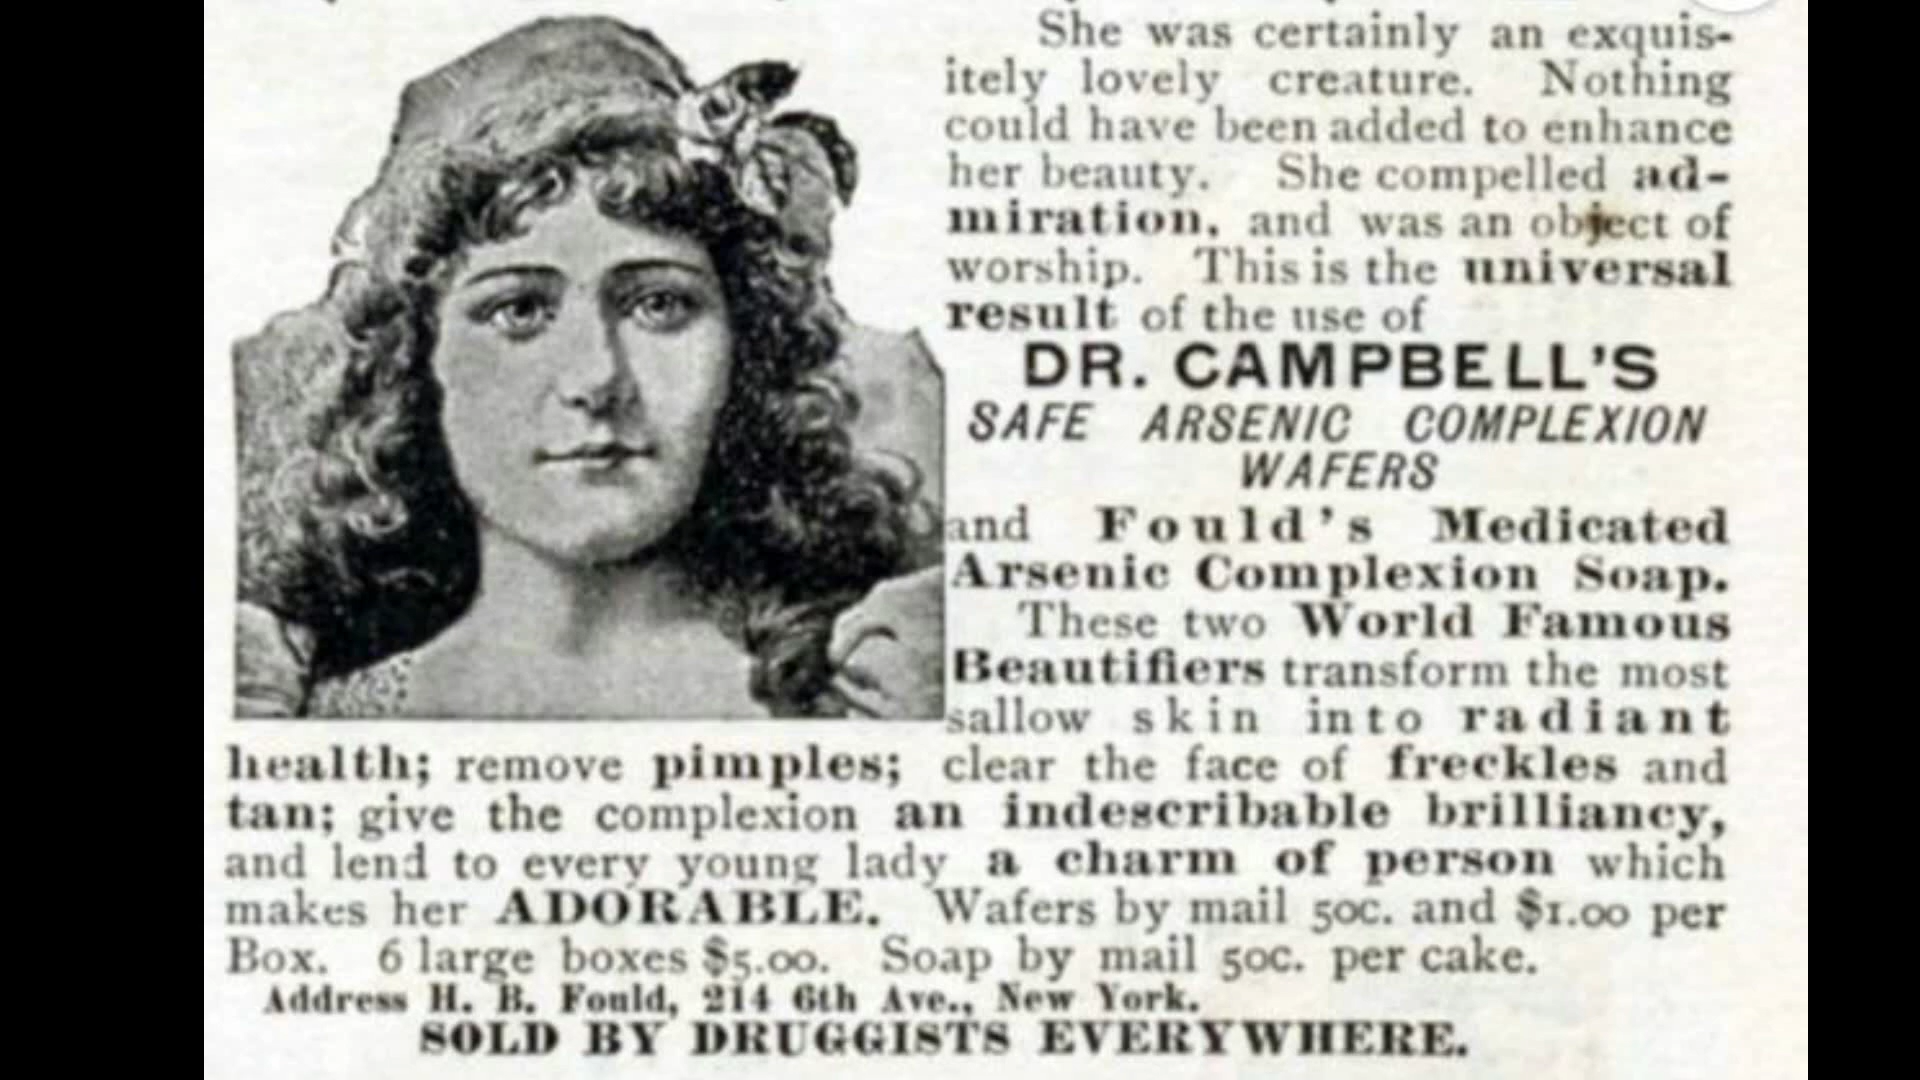 She was certainly an exquis-
itely lovely creature. Nothing
could have been added to enhance
her beauty. She compelled ad-
miration, and was an object of
worship. This is the universal
result of the use of
DR. CAMPBELL'S
SAFE ARSENIC COMPLEXION
WAFERS
and Fould's Medicated
Arsenic Complexion Soap.
These two World Famous
Beautifiers transform the most
sallow skin into radiant
health; remove pimples; clear the face of freckles and
tan; give the complexion an indescribable brilliancy,
and lend to every young lady a charm of person which
makes her ADORABLE. Wafers by mail 50c. and $1.00 per
Box. 6 large boxes $5.00. Soap by mail 50c. per cake.
Address H. B. Fould, 214 6th Ave., New York.
SOLD BY DRUGGISTS EVERYWHERE.